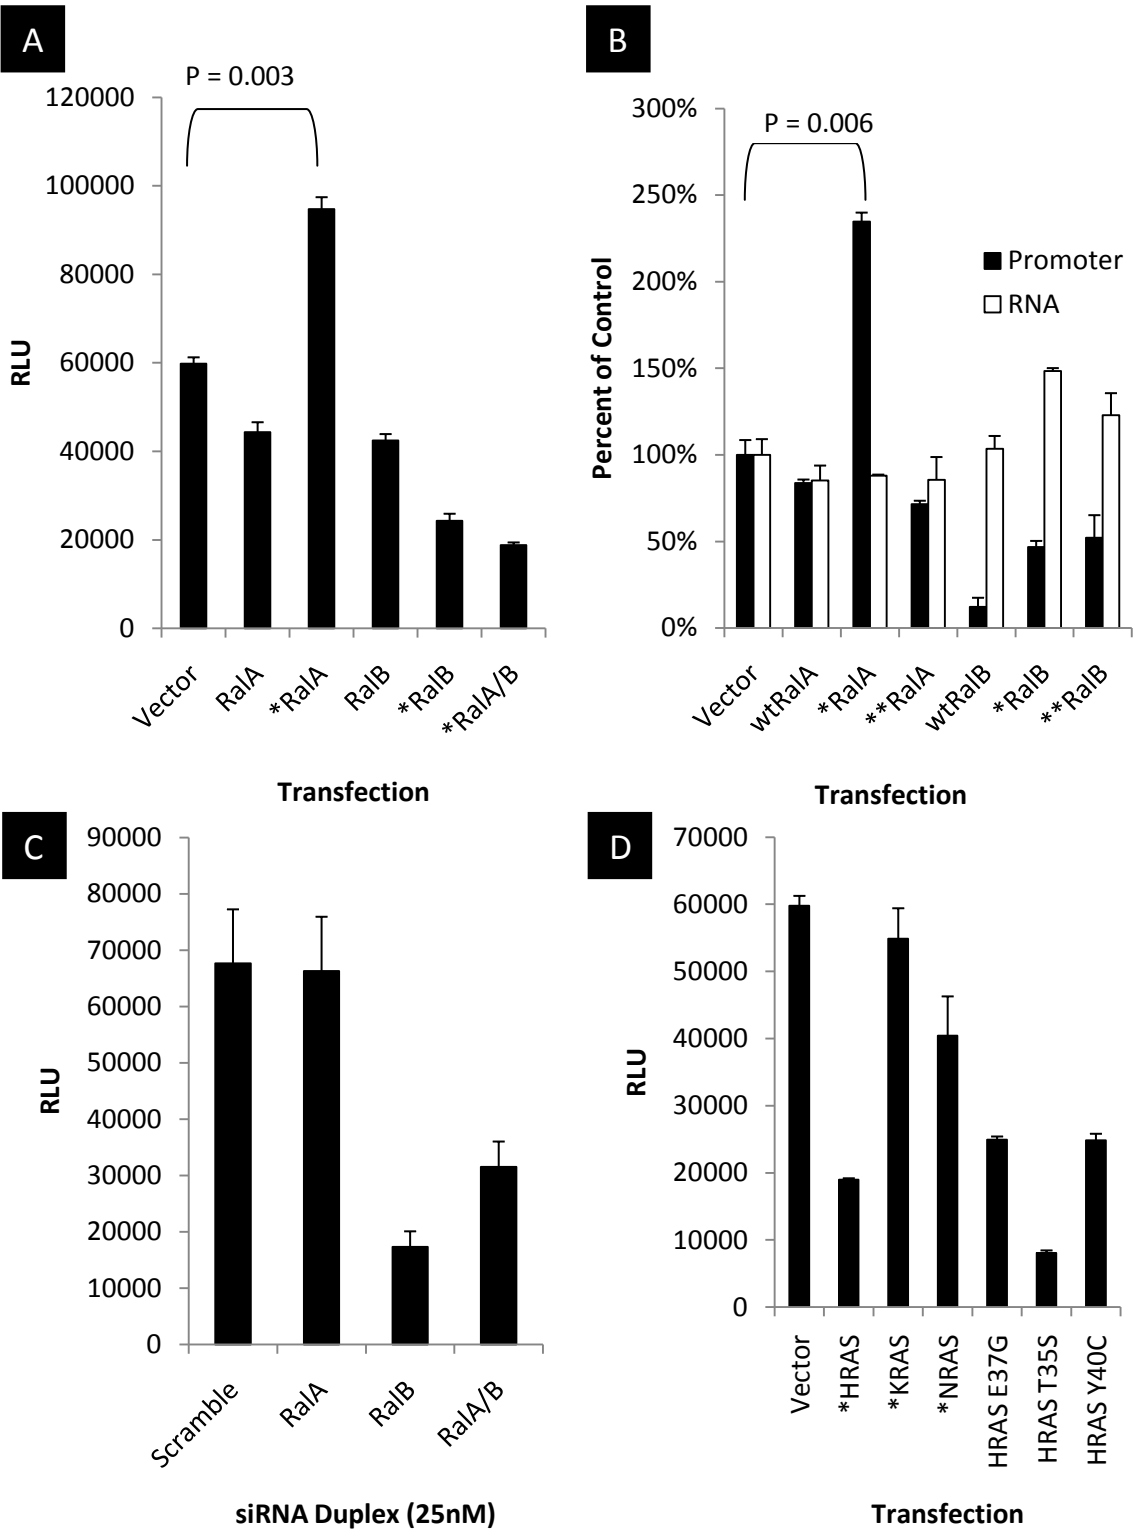 A
P = 0.003
120000
100000
80000
60000
40000
20000
0
RLU
Vector
RalA
*RalA
RalB
*RalB
*RalA/B
Transfection
B
P = 0.006
300%
250%
200%
150%
100%
50%
0%
Percent of Control
Promoter
RNA
Vector
wtRalA
*RalA
**RalA
wtRalB
*RalB
**RalB
Transfection
C
90000
80000
70000
60000
50000
40000
30000
20000
10000
0
RLU
Scramble
RalA
RalB
RalA/B
siRNA Duplex (25nM)
D
70000
60000
50000
40000
30000
20000
10000
0
RLU
Vector
*HRAS
*KRAS
*NRAS
HRAS E37G
HRAS T35S
HRAS Y40C
Transfection